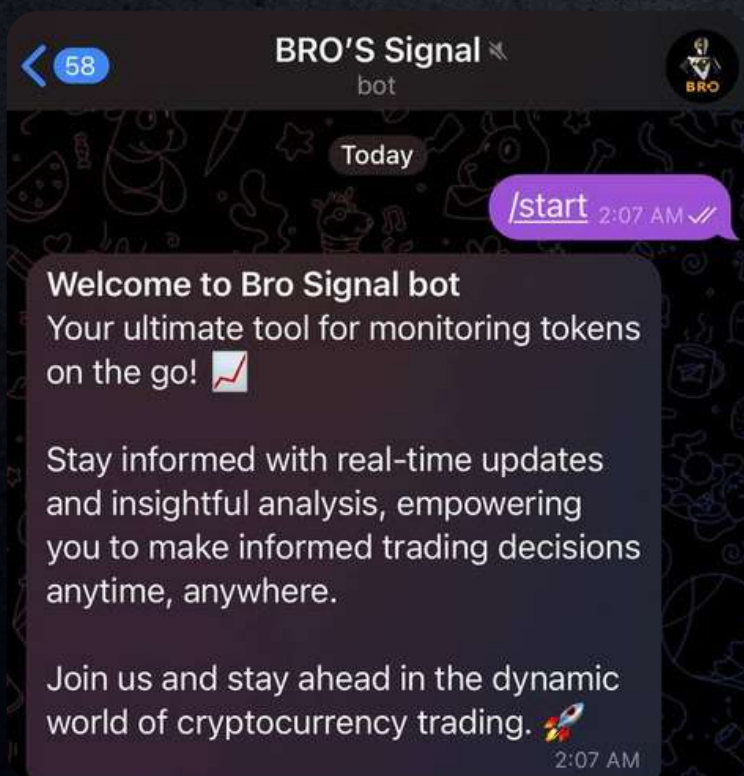 58
BRO'S Signal
bot
BRO
Today
/start 2:07 AM
Welcome to Bro Signal bot
Your ultimate tool for monitoring tokens
on the go! 📈
Stay informed with real-time updates
and insightful analysis, empowering
you to make informed trading decisions
anytime, anywhere.
Join us and stay ahead in the dynamic
world of cryptocurrency trading. 🚀
2:07 AM